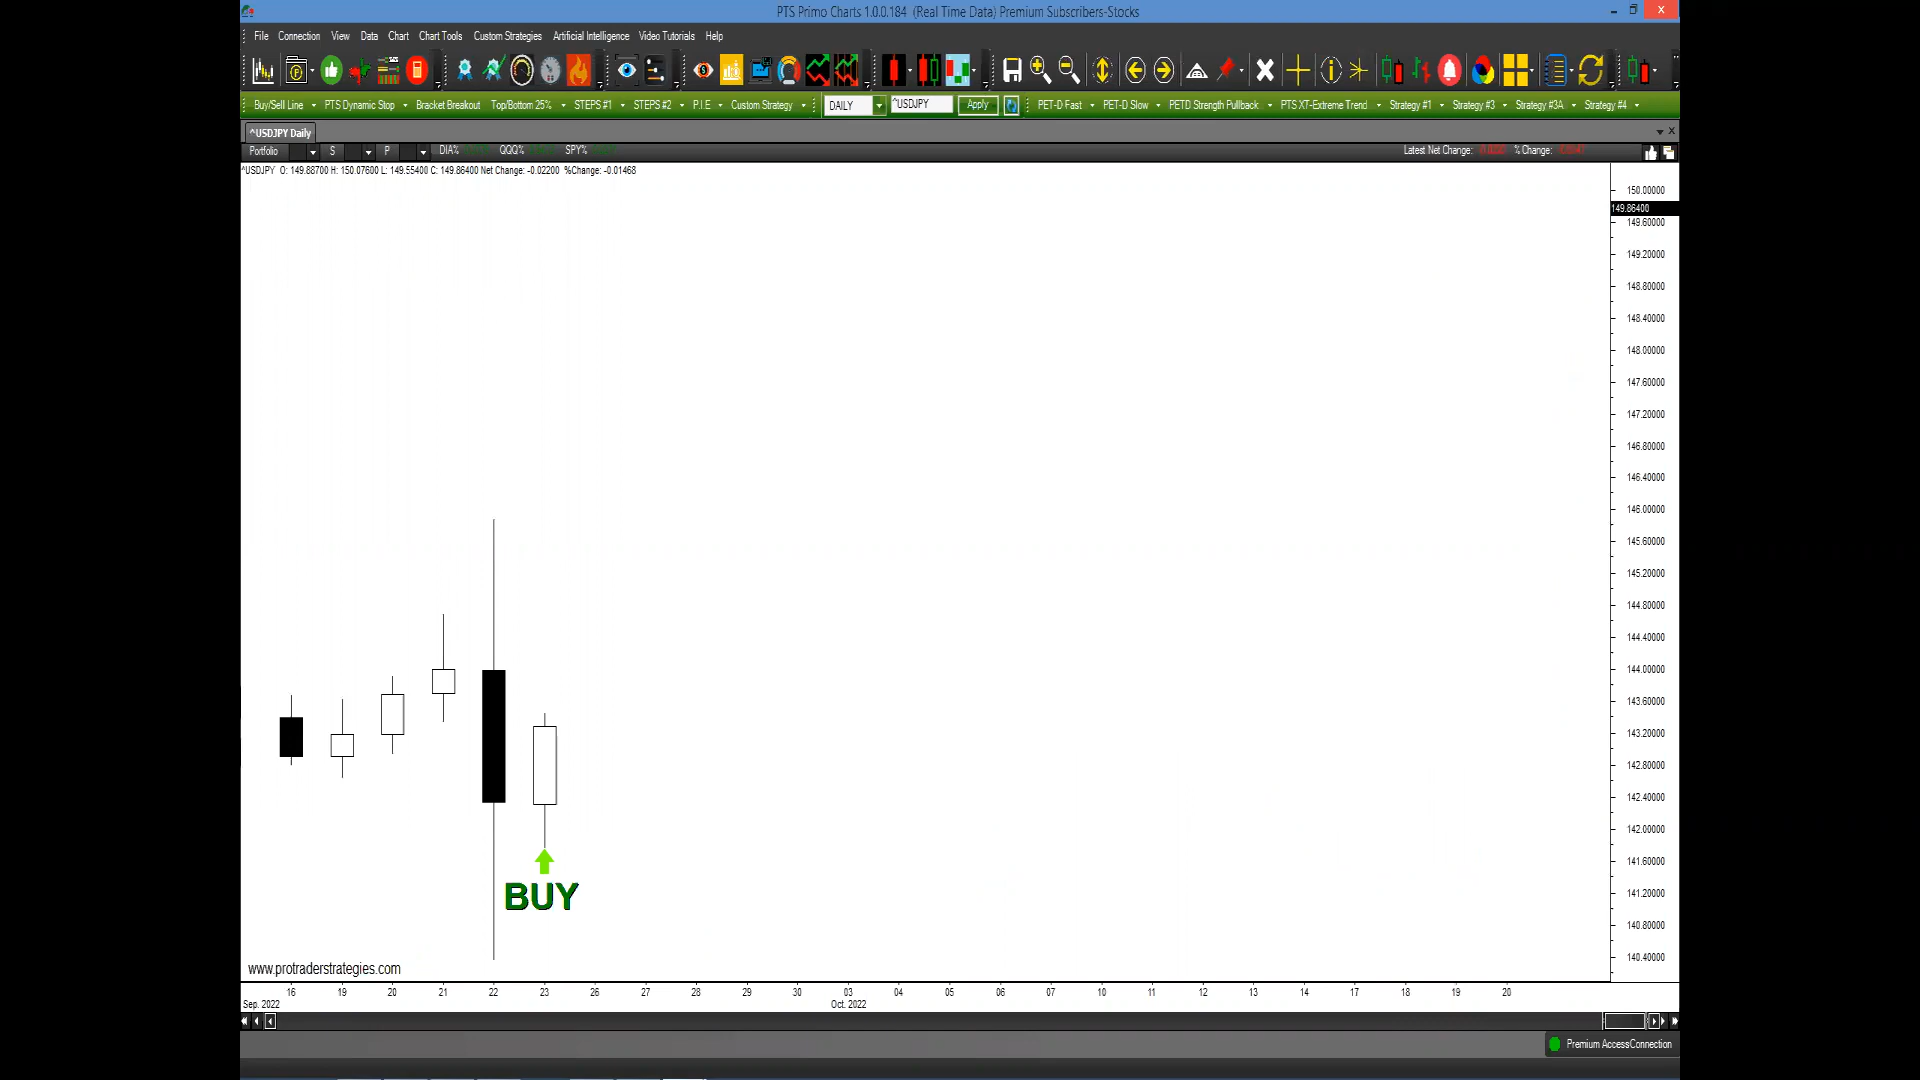 PTS Primo Charts 1.0.0.184 (Real Time Data) Premium Subscribers-Stocks
File Connection View Data Chart Chart Tools Custom Strategies Artificial Intelligence Video Tutorials Help
Buy/Sell Line PTS Dynamic Stop Bracket Breakout Top/Bottom 25% STEPS #1 STEPS #2 P.I.E Custom Strategy DAILY ^USDJPY Apply PET-D Fast PET-D Slow PETD Strength Pullback PTS XT-Extreme Trend Strategy #1 Strategy #3 Strategy #3A Strategy #4
^USDJPY Daily
Portfolio S P DIA% QQQ% SPY% Latest Net Change: % Change:
^USDJPY O: 149.88700 H: 150.07600 L: 149.55400 C: 149.86400 Net Change: -0.02200 %Change: -0.01468
150.00000
149.86400
149.60000
149.20000
148.80000
148.40000
148.00000
147.60000
147.20000
146.80000
146.40000
146.00000
145.60000
145.20000
144.80000
144.40000
144.00000
143.60000
143.20000
142.80000
142.40000
142.00000
141.60000
141.20000
140.80000
140.40000
BUY
www.protraderstrategies.com
16 19 20 21 22 23 26 27 28 29 30 03 04 05 06 07 10 11 12 13 14 17 18 19 20
Sep. 2022 Oct. 2022
Premium AccessConnection